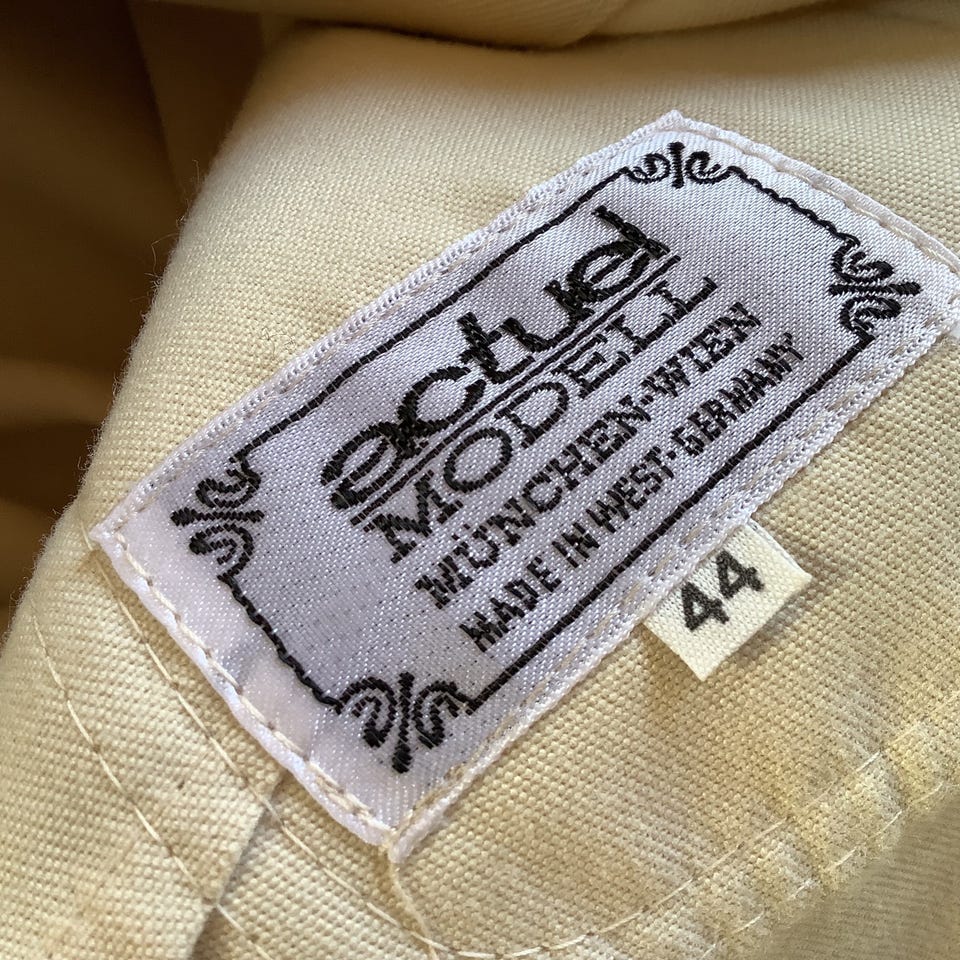 actuel
MODELL
MÜNCHEN-WIEN
MADE IN WEST-GERMANY
44